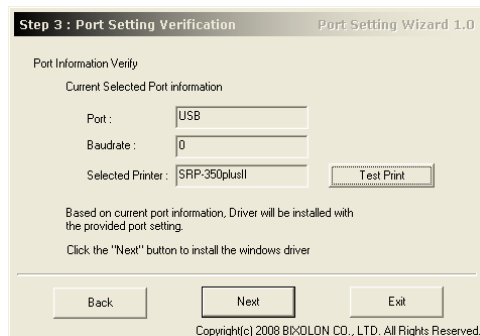 Step 3 : Port Setting Verification Port Setting Wizard 1.0
Port Information Verify
Current Selected Port information
Port : USB
Baudrate : 0
Selected Printer : SRP-350plusII Test Print
Based on current port information, Driver will be installed with
the provided port setting.
Click the "Next" button to install the windows driver
Back Next Exit
Copyright(c) 2008 BIXOLON CO., LTD. All Rights Reserved.